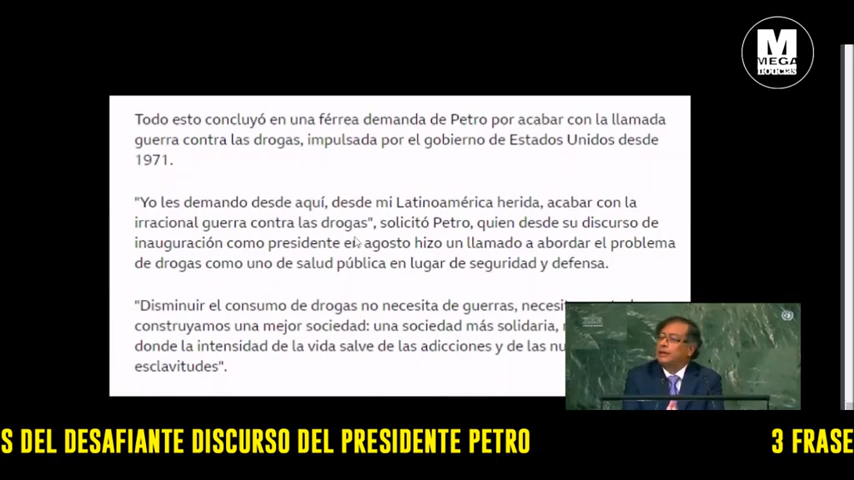 M
MEGA
noticias
Todo esto concluyó en una férrea demanda de Petro por acabar con la llamada
guerra contra las drogas, impulsada por el gobierno de Estados Unidos desde
1971.
"Yo les demando desde aquí, desde mi Latinoamérica herida, acabar con la
irracional guerra contra las drogas", solicitó Petro, quien desde su discurso de
inauguración como presidente en agosto hizo un llamado a abordar el problema
de drogas como uno de salud pública en lugar de seguridad y defensa.
"Disminuir el consumo de drogas no necesita de guerras,
construyamos una mejor sociedad: una sociedad más solidaria,
donde la intensidad de la vida salve de las adicciones y de las
esclavitudes".
S DEL DESAFIANTE DISCURSO DEL PRESIDENTE PETRO
3 FRASE